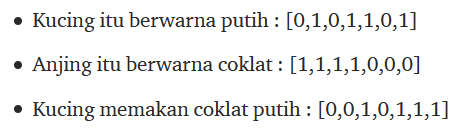 • Kucing itu berwarna putih : [0,1,0,1,1,0,1]
• Anjing itu berwarna coklat : [1,1,1,1,0,0,0]
• Kucing memakan coklat putih : [0,0,1,0,1,1,1]